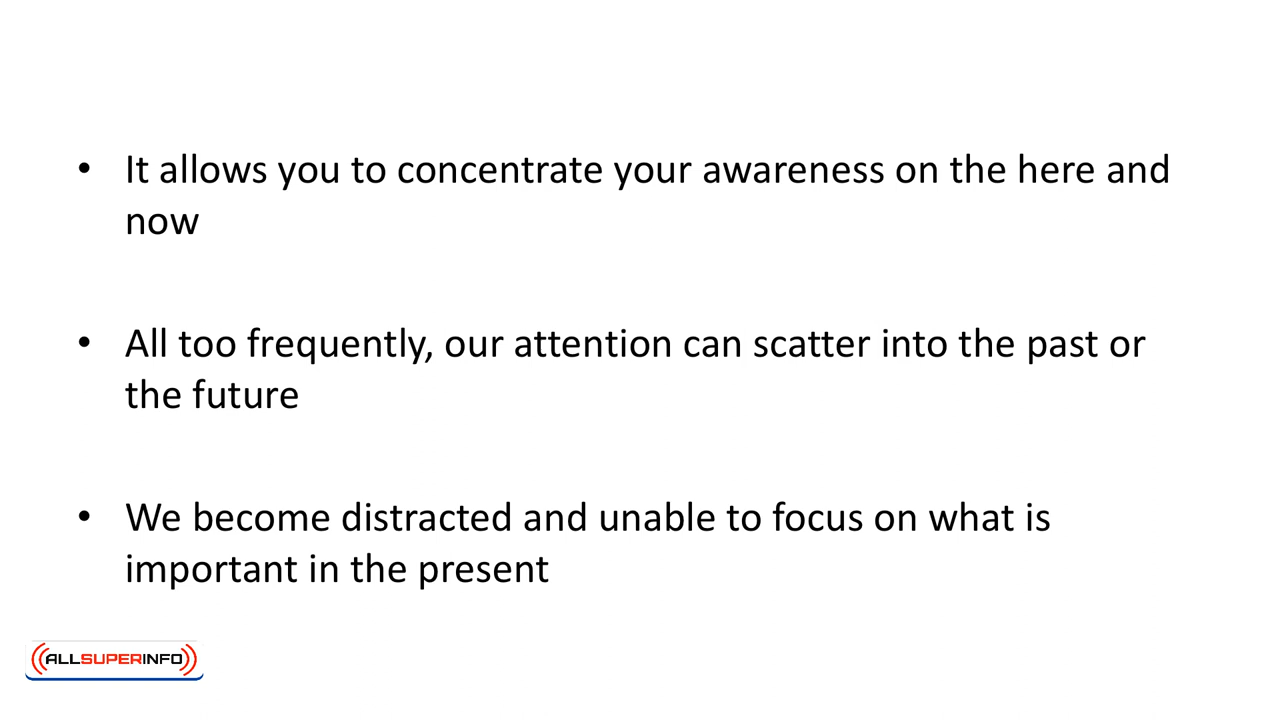 • It allows you to concentrate your awareness on the here and
now
• All too frequently, our attention can scatter into the past or
the future
• We become distracted and unable to focus on what is
important in the present
ALLSUPERINFO